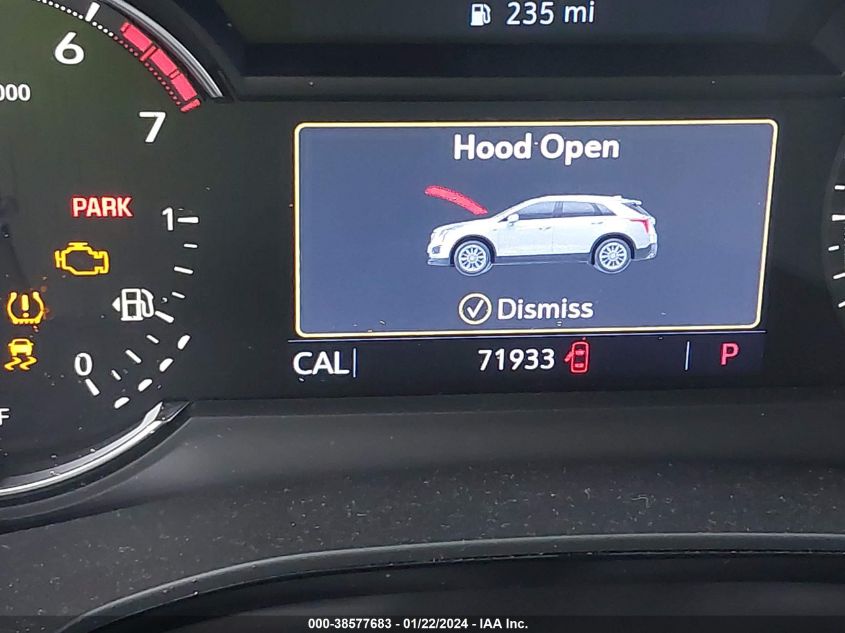 235 mi
6
000
7
Hood Open
PARK
1
Dismiss
0
CAL 71933 P
F
000-38577683 - 01/22/2024 - IAA Inc.